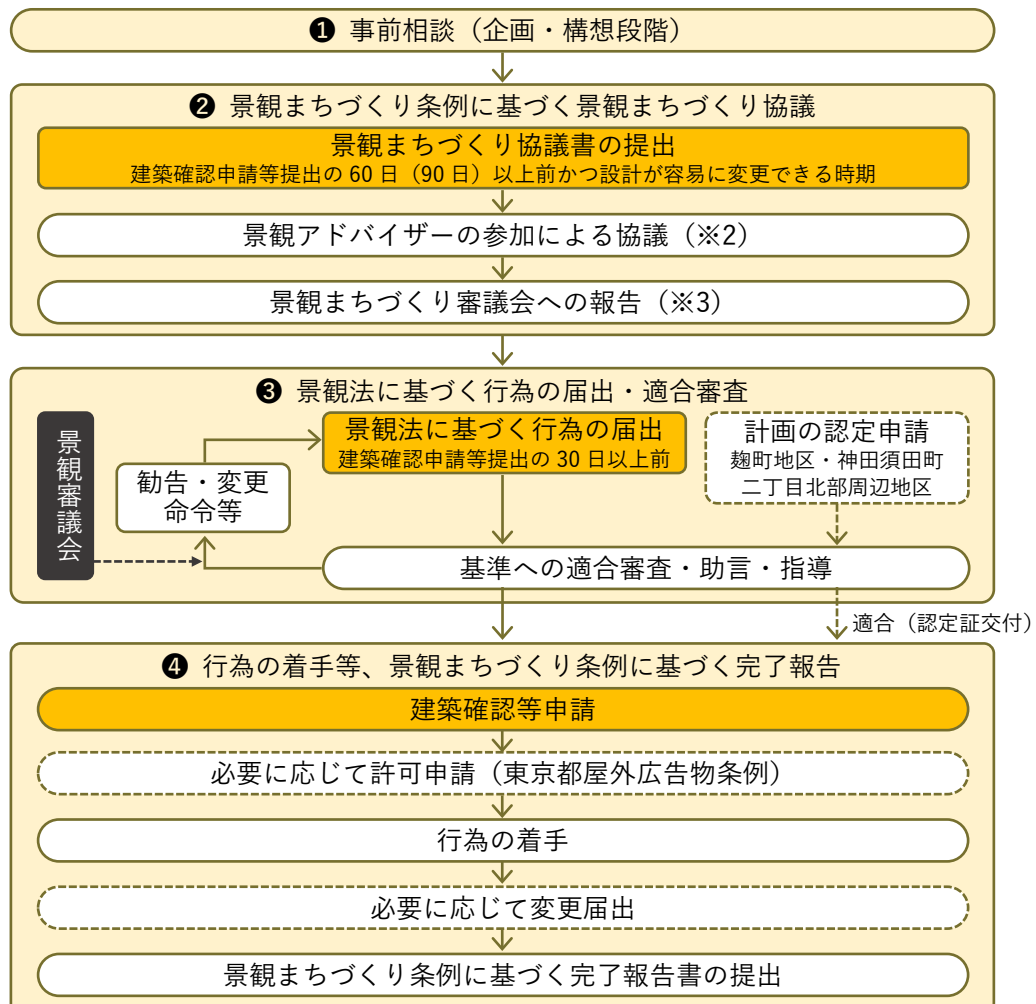 ❶ 事前相談（企画・構想段階）
❷ 景観まちづくり条例に基づく景観まちづくり協議
景観まちづくり協議書の提出
建築確認申請等提出の 60 日（90 日）以上前かつ設計が容易に変更できる時期
景観アドバイザーの参加による協議（※2）
景観まちづくり審議会への報告（※3）
❸ 景観法に基づく行為の届出・適合審査
景観審議会
勧告・変更
命令等
景観法に基づく行為の届出
建築確認申請等提出の 30 日以上前
計画の認定申請
麹町地区・神田須田町
二丁目北部周辺地区
基準への適合審査・助言・指導
適合（認定証交付）
❹ 行為の着手等、景観まちづくり条例に基づく完了報告
建築確認等申請
必要に応じて許可申請（東京都屋外広告物条例）
行為の着手
必要に応じて変更届出
景観まちづくり条例に基づく完了報告書の提出